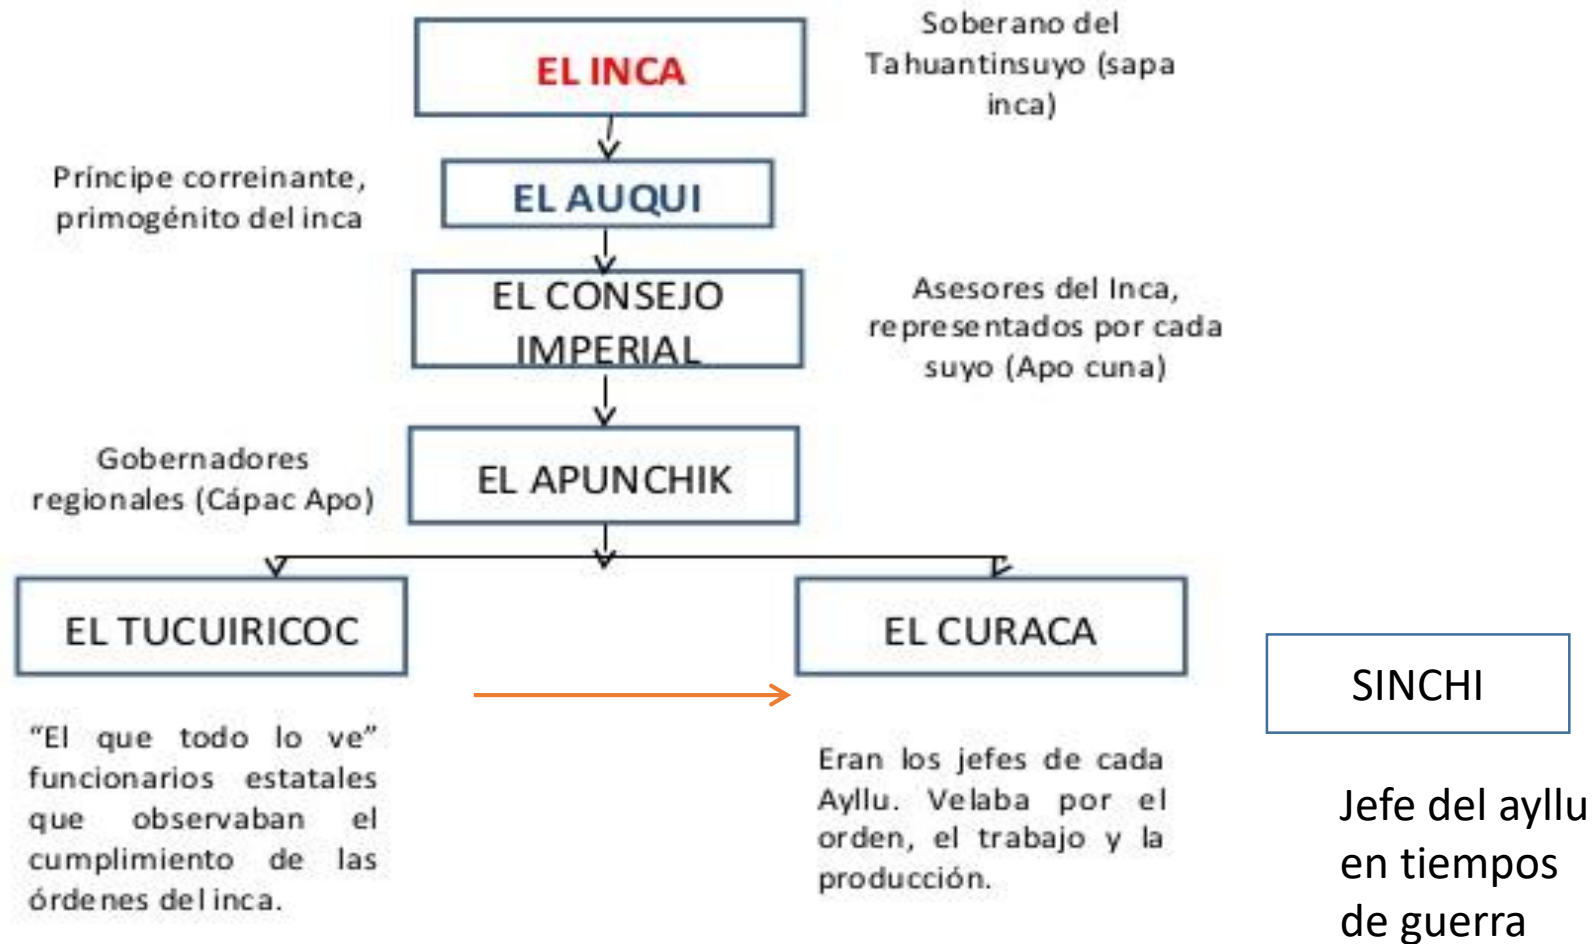 Soberano del
Tahuantinsuyo (sapa
inca)
EL INCA
Príncipe correinante,
primogénito del inca
EL AUQUI
EL CONSEJO
IMPERIAL
Asesores del Inca,
representados por cada
suyo (Apo cuna)
Gobernadores
regionales (Cápac Apo)
EL APUNCHIK
EL TUCUIRICOC
EL CURACA
SINCHI
“El que todo lo ve”
funcionarios estatales
que observaban el
cumplimiento de las
órdenes del inca.
Eran los jefes de cada
Ayllu. Velaba por el
orden, el trabajo y la
producción.
Jefe del ayllu
en tiempos
de guerra